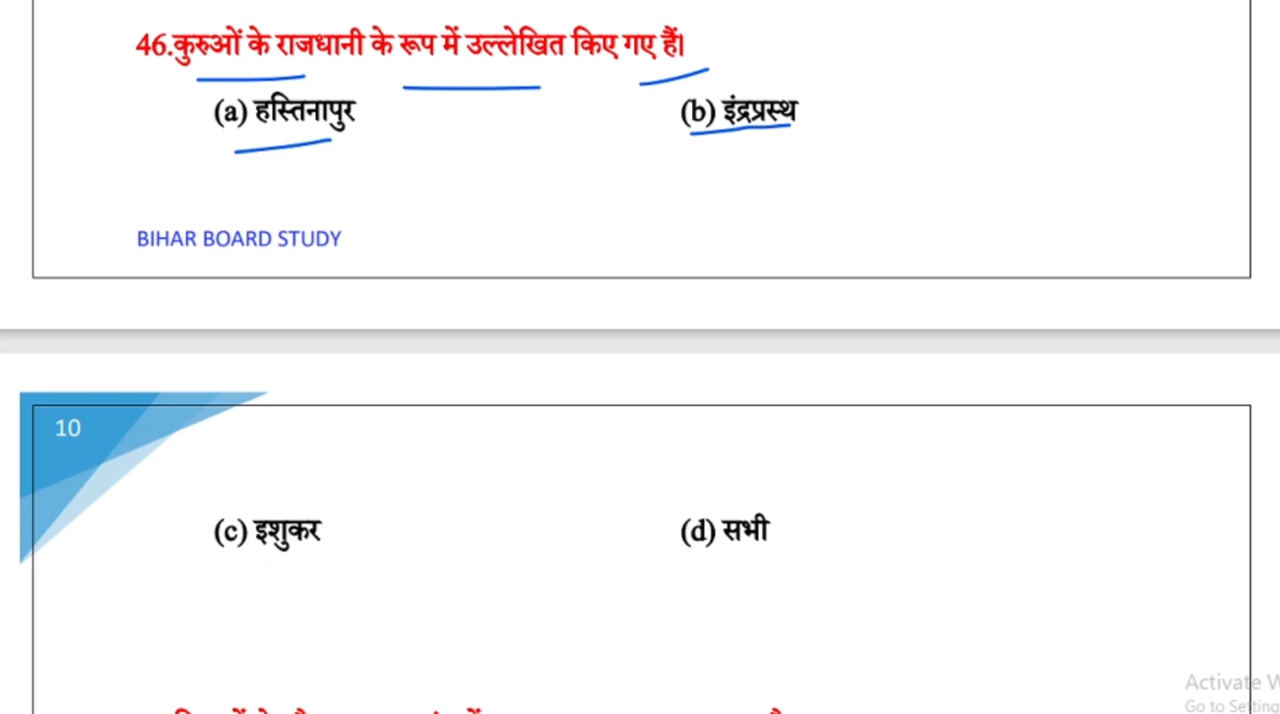 46.कुरुओं के राजधानी के रूप में उल्लेखित किए गए हैं।
(a) हस्तिनापुर (b) इंद्रप्रस्थ
BIHAR BOARD STUDY
10
(c) इशुकर (d) सभी
Activate
Go to Setting